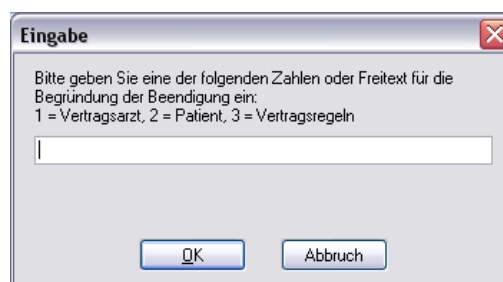 Eingabe
Bitte geben Sie eine der folgenden Zahlen oder Freitext für die
Begründung der Beendigung ein:
1 = Vertragsarzt, 2 = Patient, 3 = Vertragsregeln
OK
Abbruch